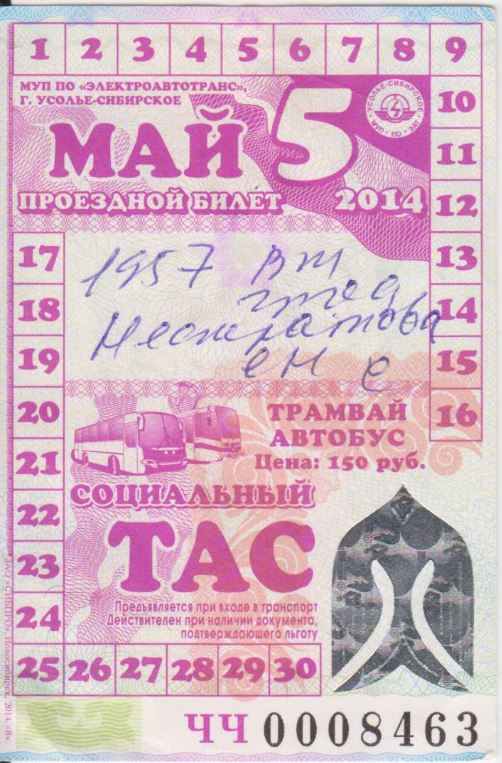 1 2 3 4 5 6 7 8 9
МУП ПО «ЭЛЕКТРОАВТОТРАНС»,
Г. УСОЛЬЕ-СИБИРСКОЕ
10
МАЙ 5
11
ПРОЕЗДНОЙ БИЛЕТ 2014
12
17
13
1957
18
14
19
15
20
ТРАМВАЙ
16
АВТОБУС
21
Цена: 150 руб.
СОЦИАЛЬНЫЙ
22
ТАС
23
Предъявляется при входе в транспорт
24
Действителен при наличии документа,
подтверждающего льготу
25 26 27 28 29 30
ЧЧ 0008463